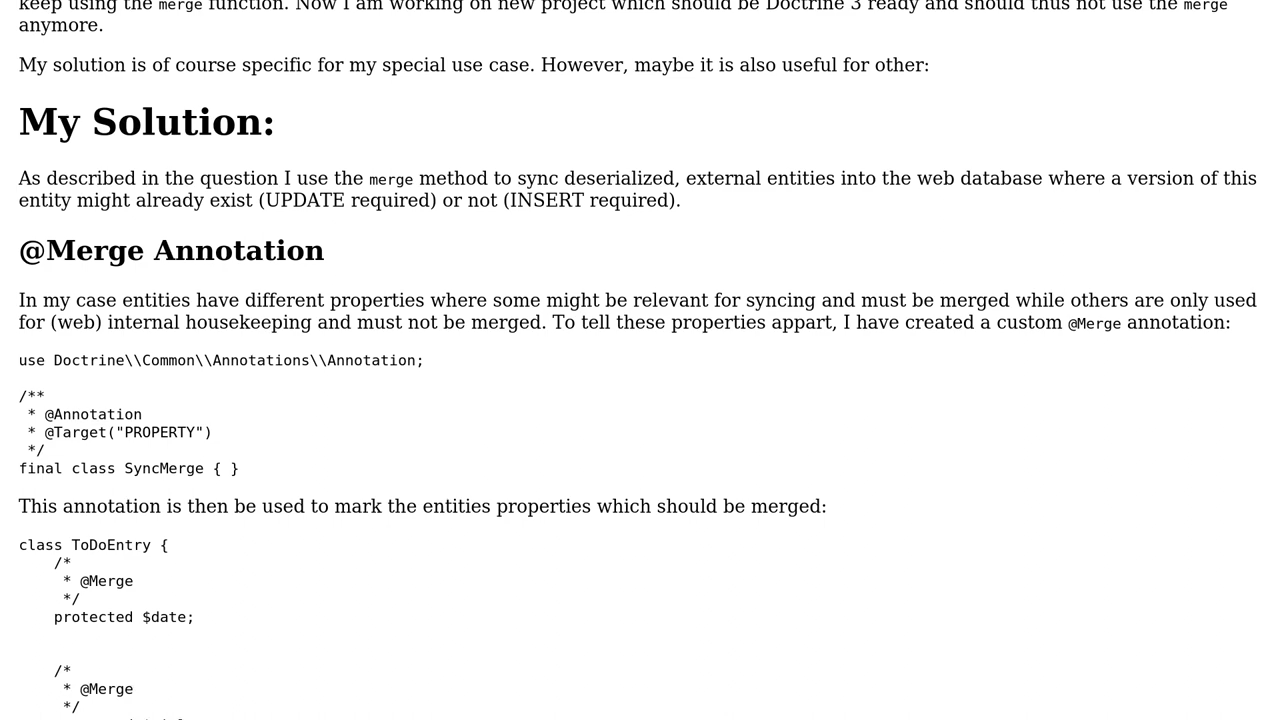 keep using the merge function. Now I am working on new project which should be Doctrine 3 ready and should thus not use the merge
anymore.
My solution is of course specific for my special use case. However, maybe it is also useful for other:
My Solution:
As described in the question I use the merge method to sync deserialized, external entities into the web database where a version of this
entity might already exist (UPDATE required) or not (INSERT required).
@Merge Annotation
In my case entities have different properties where some might be relevant for syncing and must be merged while others are only used
for (web) internal housekeeping and must not be merged. To tell these properties appart, I have created a custom @Merge annotation:
use Doctrine\\Common\\Annotations\\Annotation;
/**
 * @Annotation
 * @Target("PROPERTY")
 */
final class SyncMerge { }
This annotation is then be used to mark the entities properties which should be merged:
class ToDoEntry {
    /*
     * @Merge
     */
    protected $date;
    /*
     * @Merge
     */